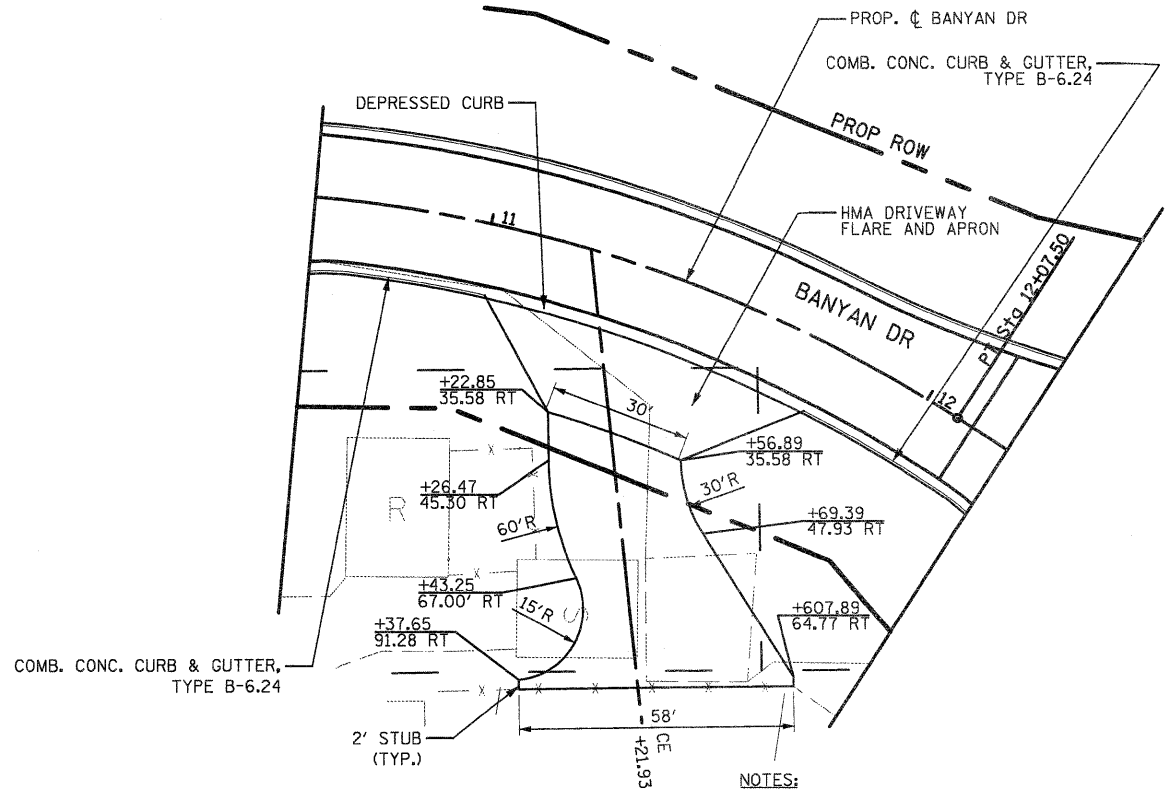 PROP. ℄ BANYAN DR
COMB. CONC. CURB & GUTTER,
TYPE B-6.24
DEPRESSED CURB
PROP ROW
HMA DRIVEWAY
FLARE AND APRON
11
BANYAN DR
PT Sta 12+07.50
12
+22.85
35.58 RT
30'
+56.89
35.58 RT
+26.47
45.30 RT
30'R
R
+69.39
47.93 RT
60'R
+43.25
67.00' RT
15'R
+607.89
64.77 RT
+37.65
91.28 RT
COMB. CONC. CURB & GUTTER,
TYPE B-6.24
2' STUB
(TYP.)
58'
CE
+21.93
NOTES: